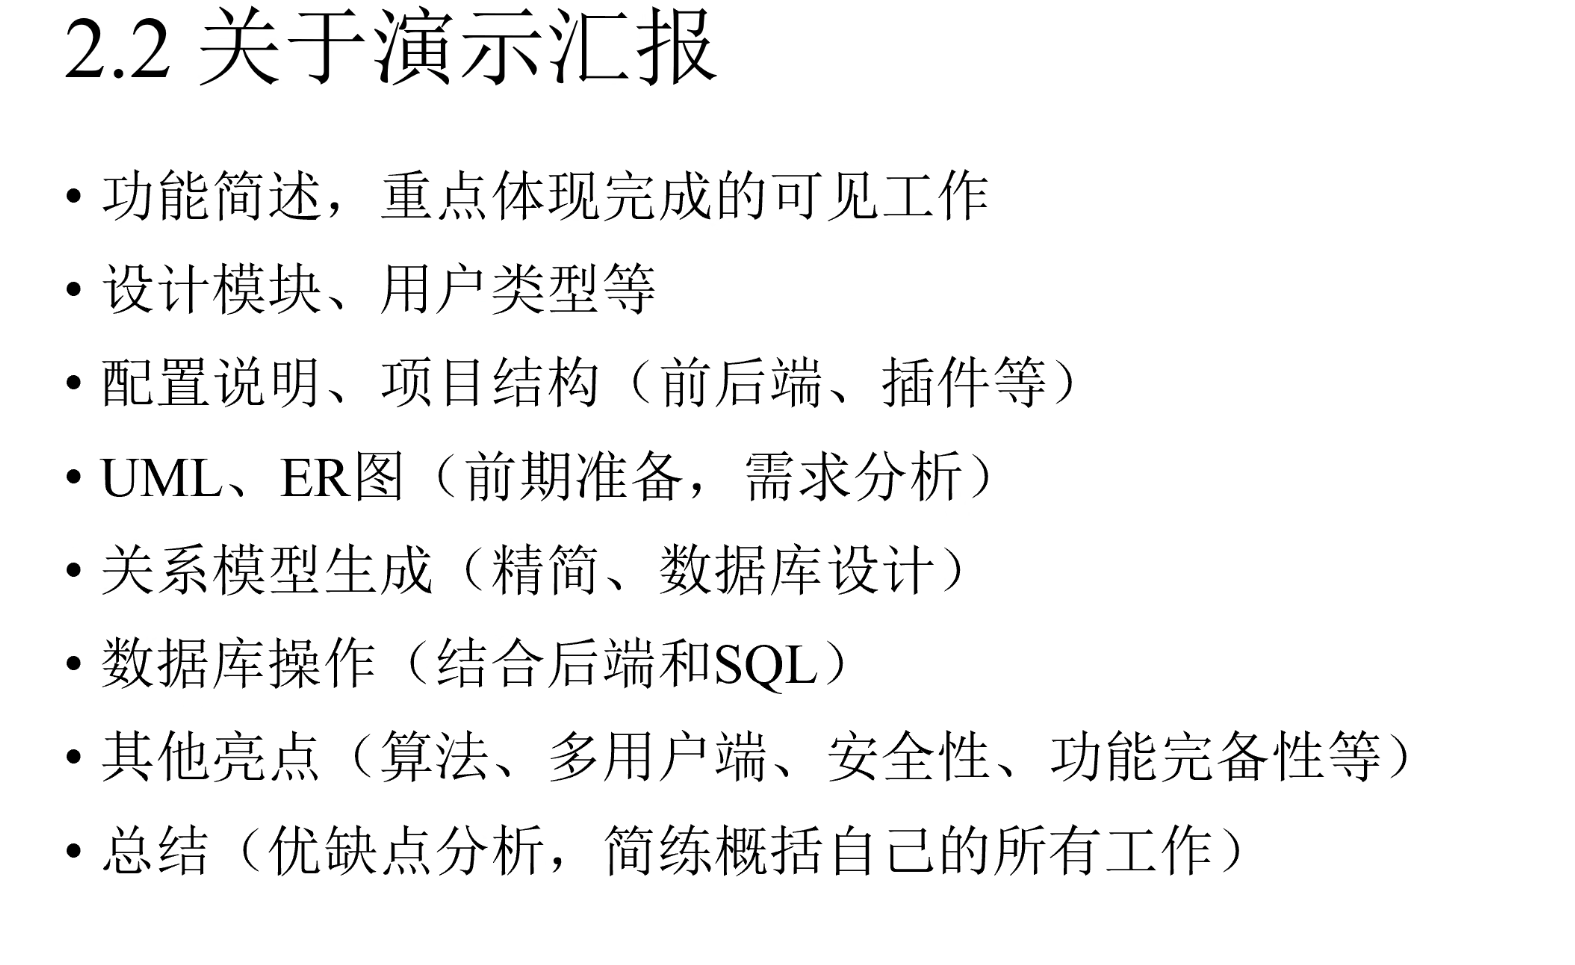 2.2 关于演示汇报
• 功能简述，重点体现完成的可见工作
• 设计模块、用户类型等
• 配置说明、项目结构（前后端、插件等）
• UML、ER图（前期准备，需求分析）
• 关系模型生成（精简、数据库设计）
• 数据库操作（结合后端和SQL）
• 其他亮点（算法、多用户端、安全性、功能完备性等）
• 总结（优缺点分析，简练概括自己的所有工作）